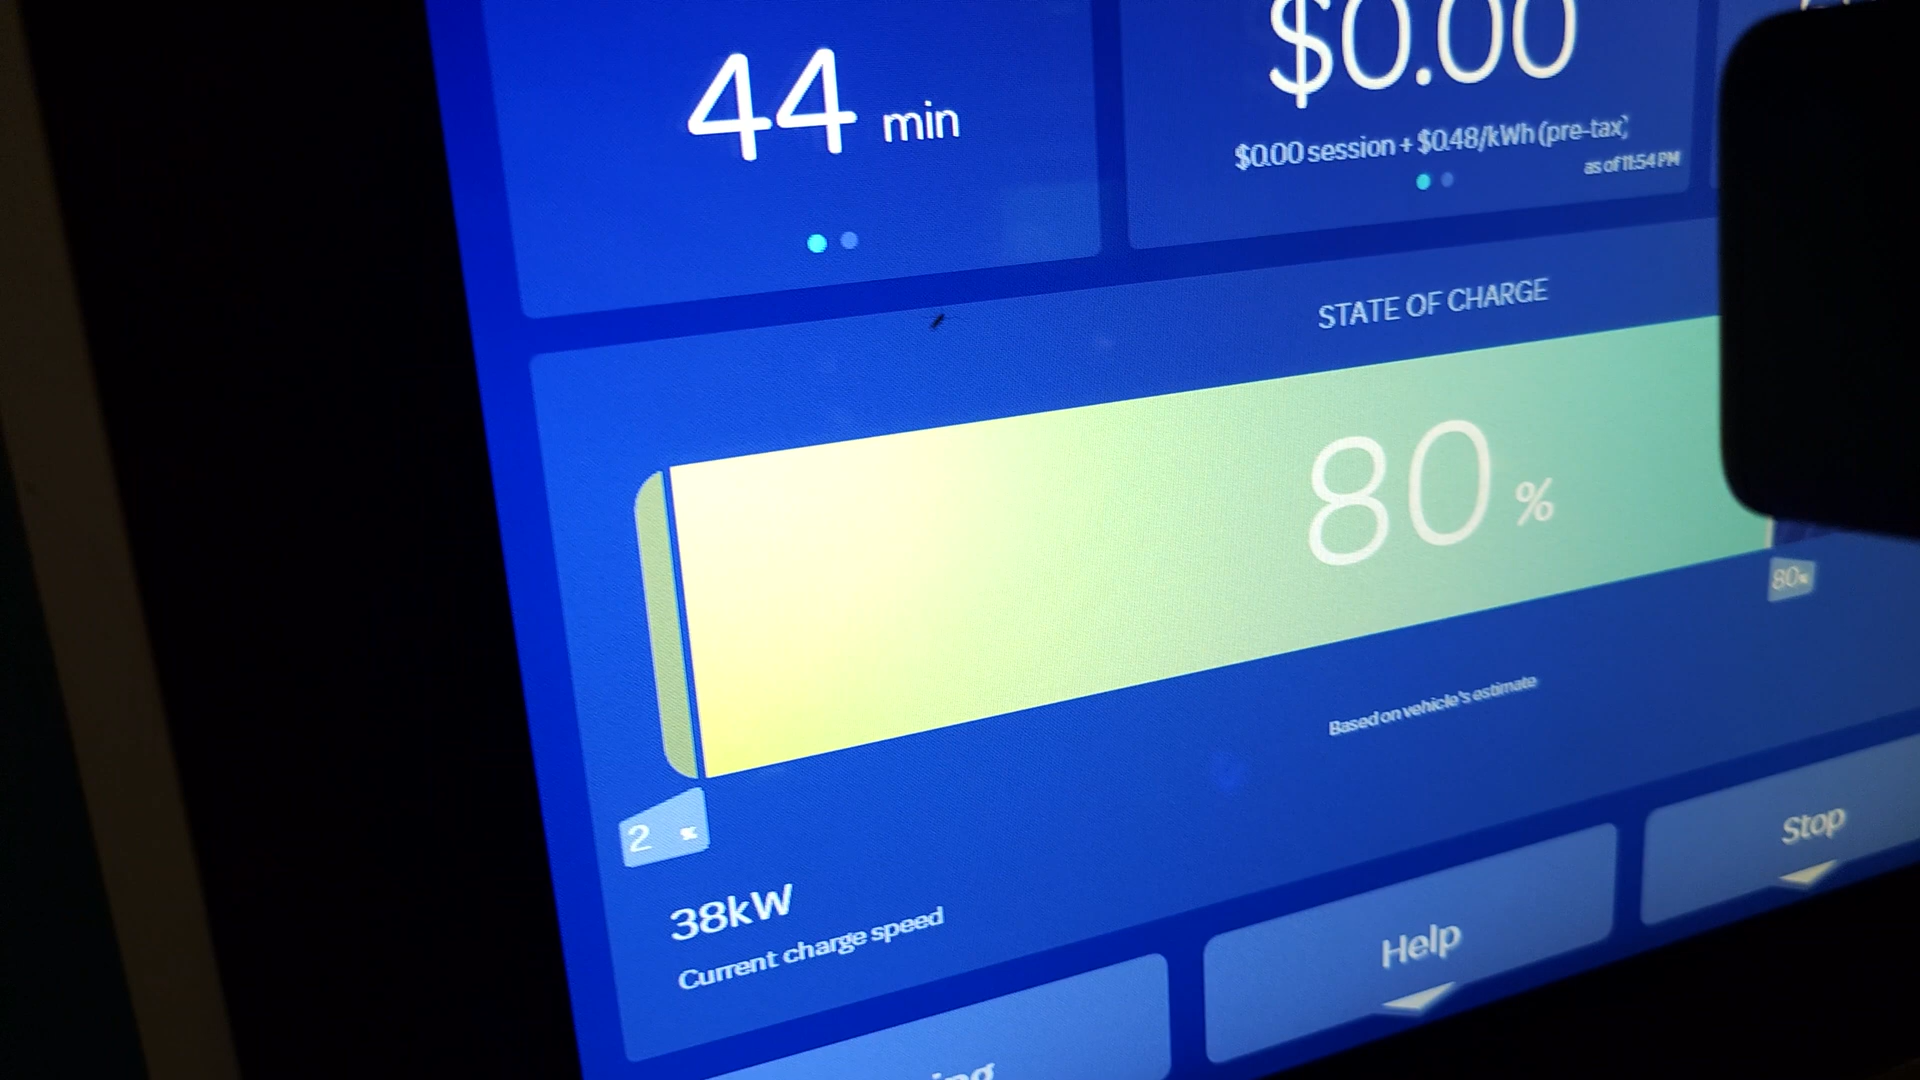 44 min
$0.00
$0.00 session + $0.48/kWh (pre-tax)
as of 11:54 PM
STATE OF CHARGE
80 %
80%
2 %
Based on vehicle's estimate
38kW
Current charge speed
Stop
Help